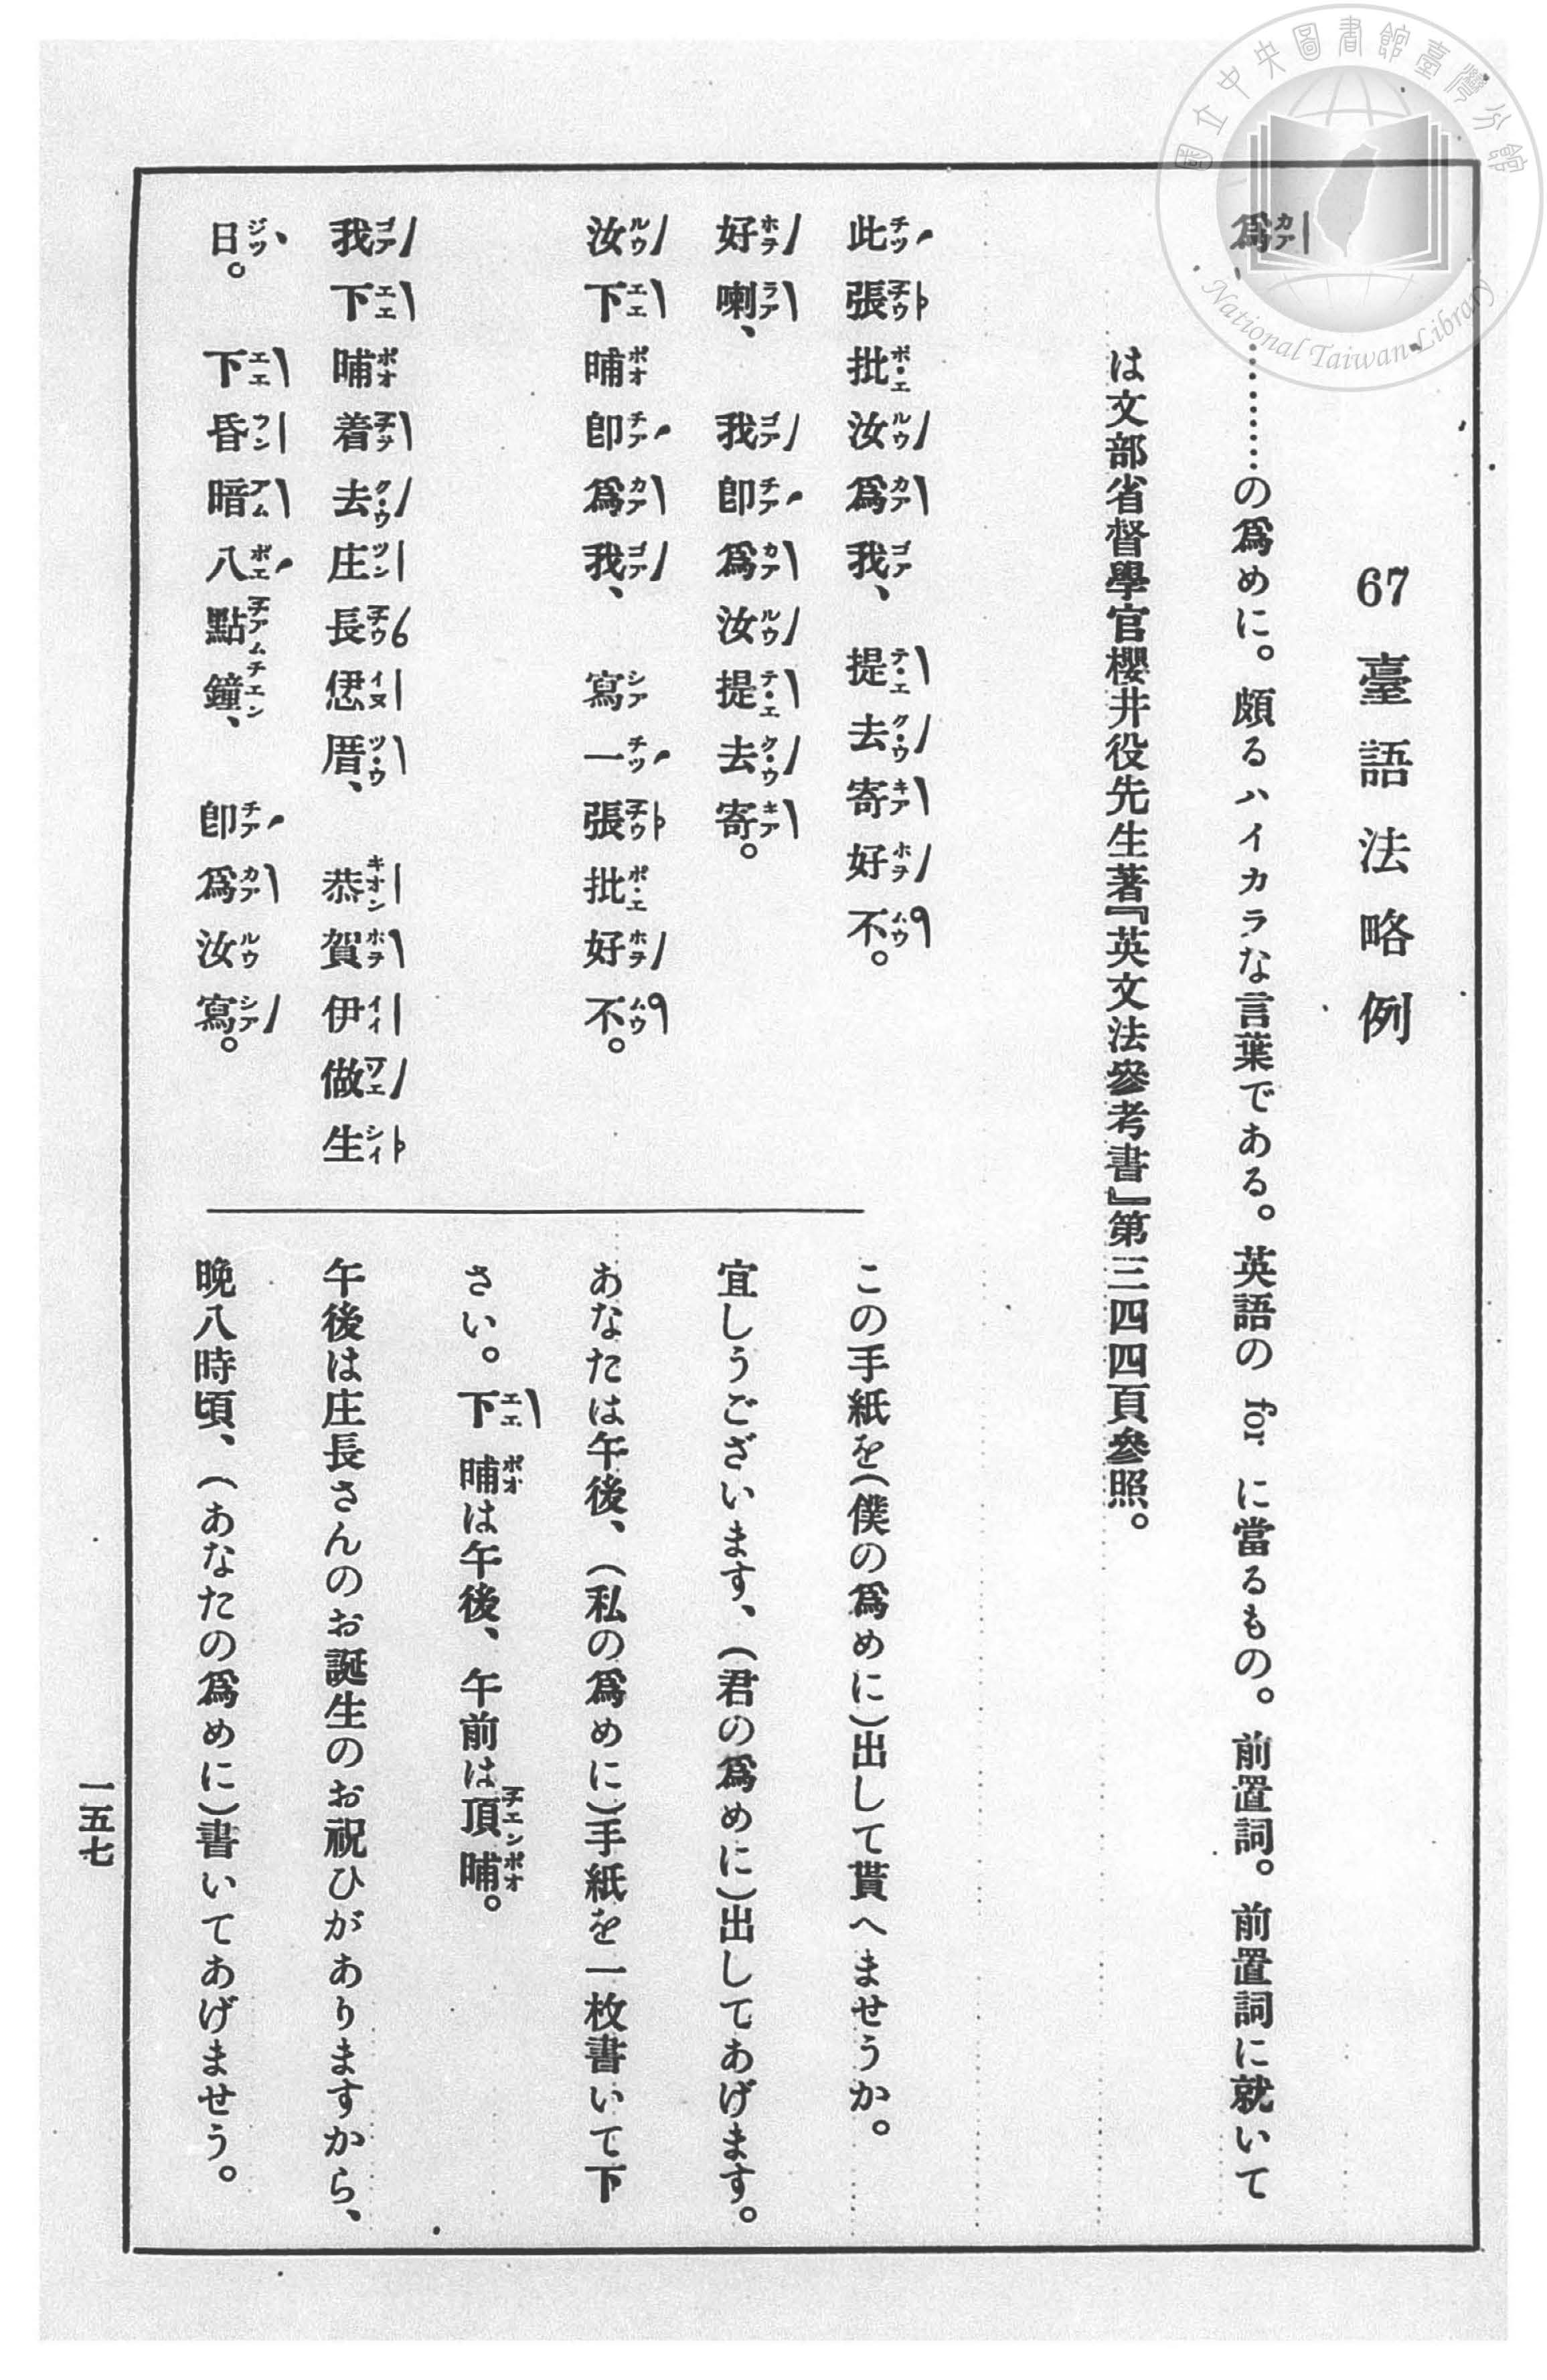 國立中央圖書館臺灣分館
National Taiwan Library
67 臺語法略例
爲、………の爲めに。頗るハイカラな言葉である。英語の for に當るもの。前置詞。前置詞に就いて
は文部省督學官櫻井役先生著『英文法參考書』第三四四頁參照。
此張批汝爲我、提去寄好不。
この手紙を(僕の爲めに)出して貰へませうか。
好喇、我卽爲汝提去寄。
宜しうございます、(君の爲めに)出してあげます。
汝下晡卽爲我、寫一張批好不。
あなたは午後、(私の爲めに)手紙を一枚書いて下
さい。下晡は午後、午前は頂晡。
我下晡着去庄長恁厝、恭賀伊做生
日。下昏暗八點鐘、卽爲汝寫。
午後は庄長さんのお誕生のお祝ひがありますから、
晩八時頃、(あなたの爲めに)書いてあげませう。
一五七